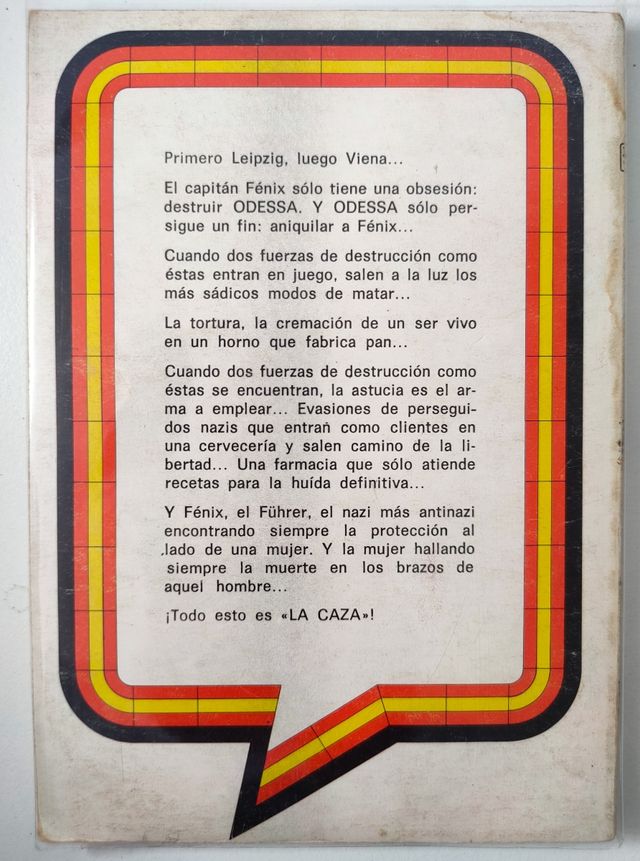 Primero Leipzig, luego Viena...
El capitán Fénix sólo tiene una obsesión:
destruir ODESSA. Y ODESSA sólo per-
sigue un fin: aniquilar a Fénix...
Cuando dos fuerzas de destrucción como
éstas entran en juego, salen a la luz los
más sádicos modos de matar...
La tortura, la cremación de un ser vivo
en un horno que fabrica pan...
Cuando dos fuerzas de destrucción como
éstas se encuentran, la astucia es el ar-
ma a emplear... Evasiones de persegui-
dos nazis que entran como clientes en
una cervecería y salen camino de la li-
bertad... Una farmacia que sólo atiende
recetas para la huída definitiva...
Y Fénix, el Führer, el nazi más antinazi
encontrando siempre la protección al
lado de una mujer. Y la mujer hallando
siempre la muerte en los brazos de
aquel hombre...
¡Todo esto es «LA CAZA»!